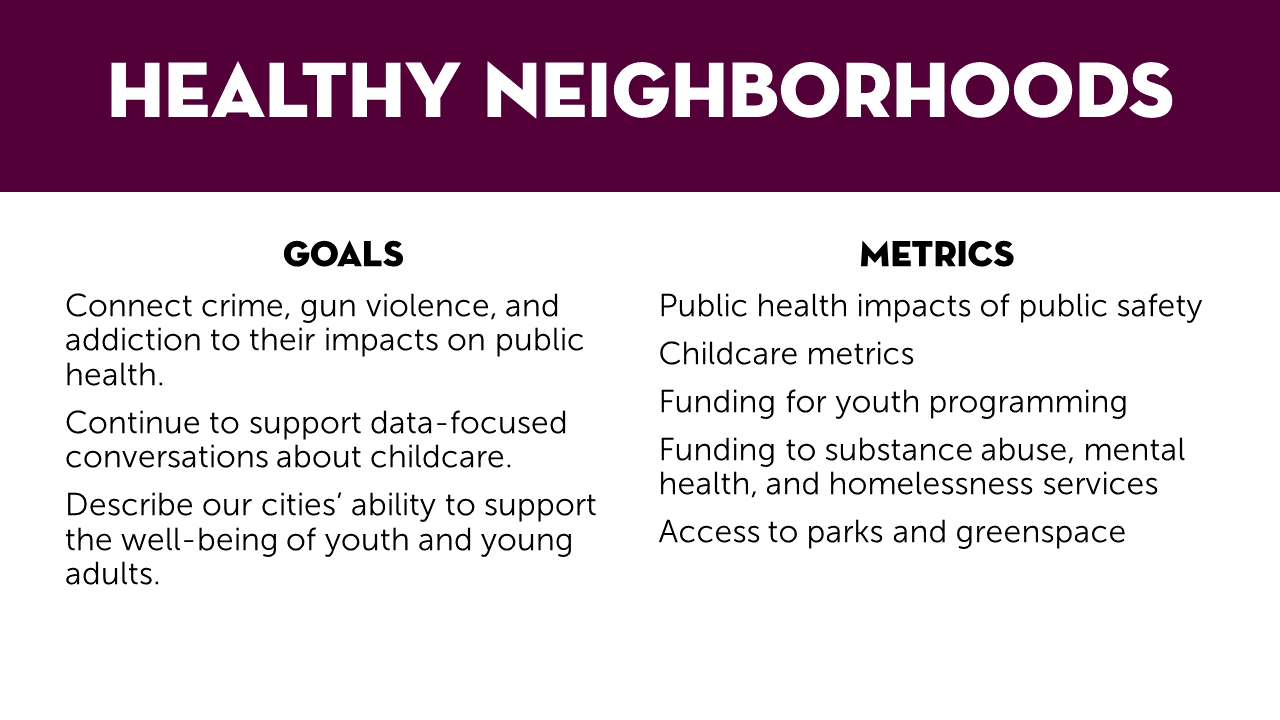 HEALTHY NEIGHBORHOODS
GOALS
Connect crime, gun violence, and
addiction to their impacts on public
health.
Continue to support data-focused
conversations about childcare.
Describe our cities’ ability to support
the well-being of youth and young
adults.
METRICS
Public health impacts of public safety
Childcare metrics
Funding for youth programming
Funding to substance abuse, mental
health, and homelessness services
Access to parks and greenspace